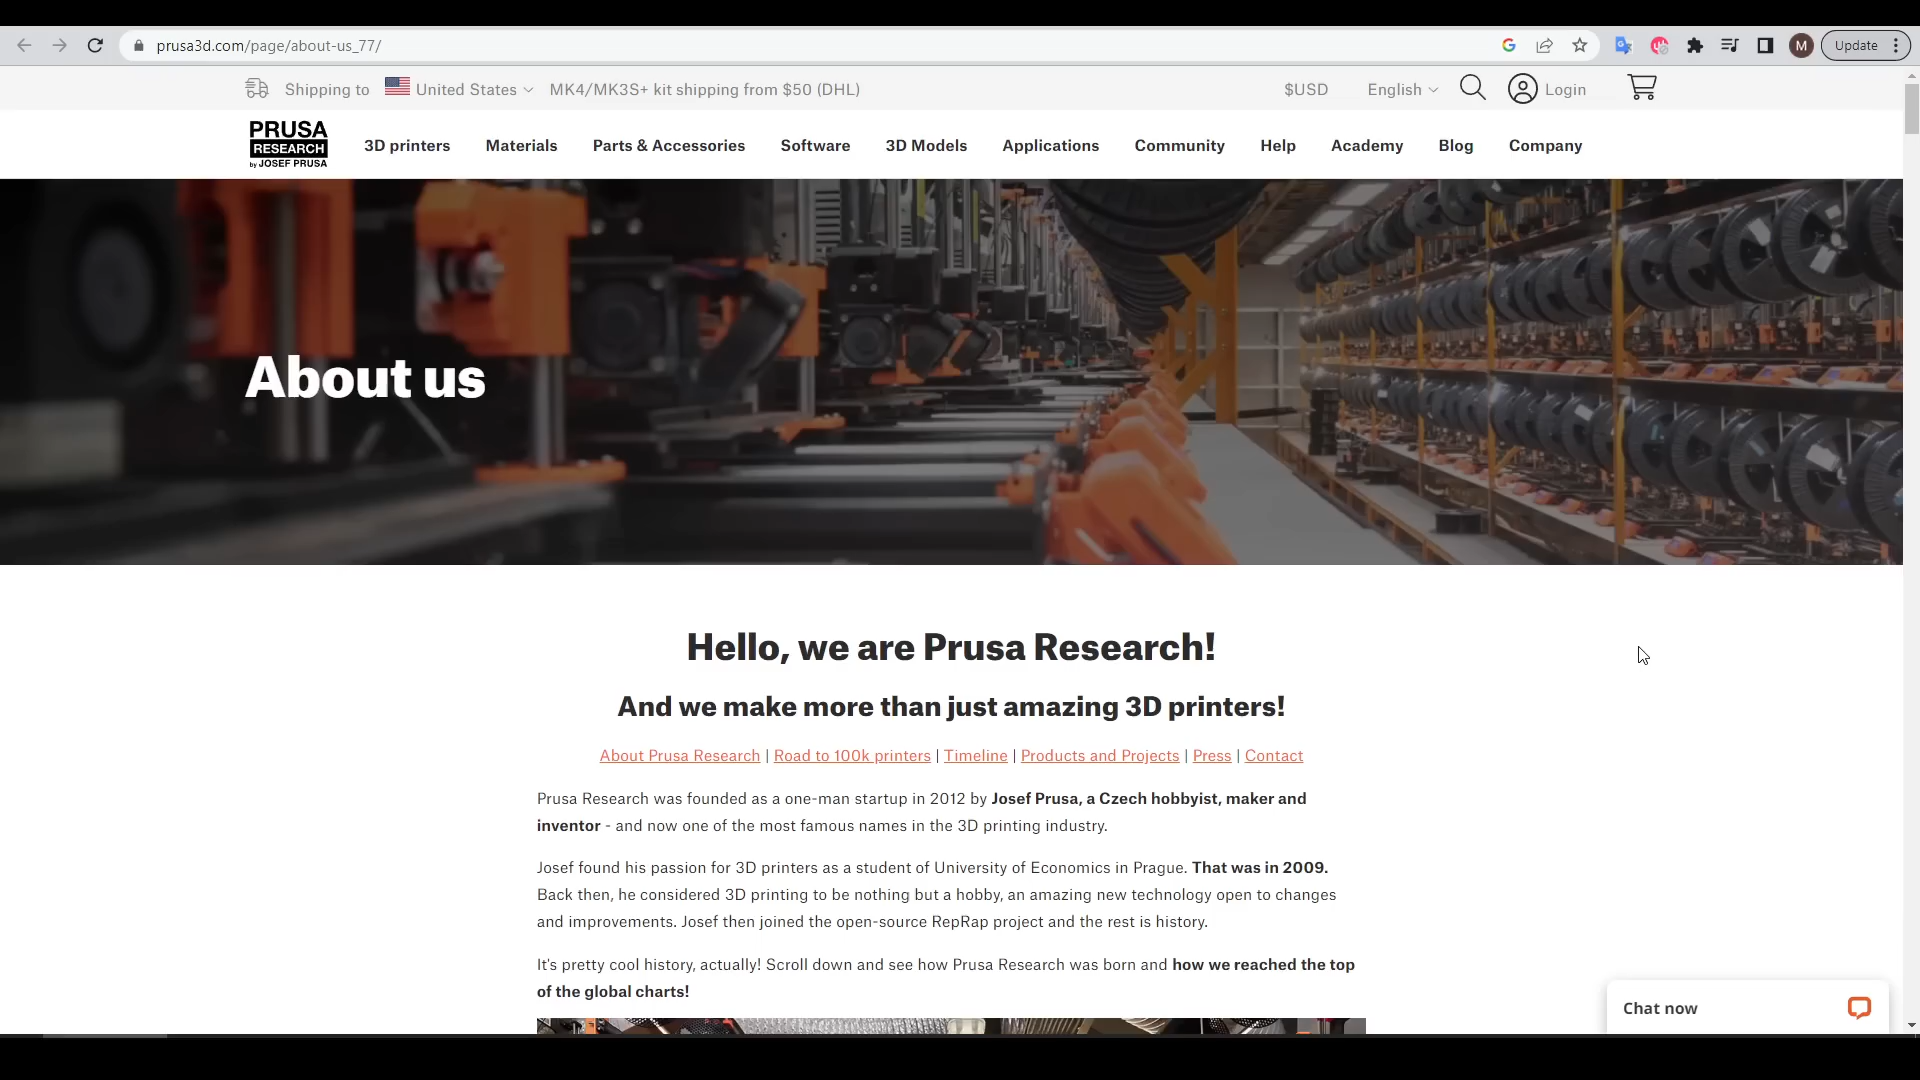 prusa3d.com/page/about-us_77/
M
Update
Shipping to United States MK4/MK3S+ kit shipping from $50 (DHL) $USD English Login
PRUSA
RESEARCH
by JOSEF PRUSA
3D printers Materials Parts & Accessories Software 3D Models Applications Community Help Academy Blog Company
About us
Hello, we are Prusa Research!
And we make more than just amazing 3D printers!
About Prusa Research | Road to 100k printers | Timeline | Products and Projects | Press | Contact
Prusa Research was founded as a one-man startup in 2012 by Josef Prusa, a Czech hobbyist, maker and
inventor - and now one of the most famous names in the 3D printing industry.
Josef found his passion for 3D printers as a student of University of Economics in Prague. That was in 2009.
Back then, he considered 3D printing to be nothing but a hobby, an amazing new technology open to changes
and improvements. Josef then joined the open-source RepRap project and the rest is history.
It's pretty cool history, actually! Scroll down and see how Prusa Research was born and how we reached the top
of the global charts!
Chat now